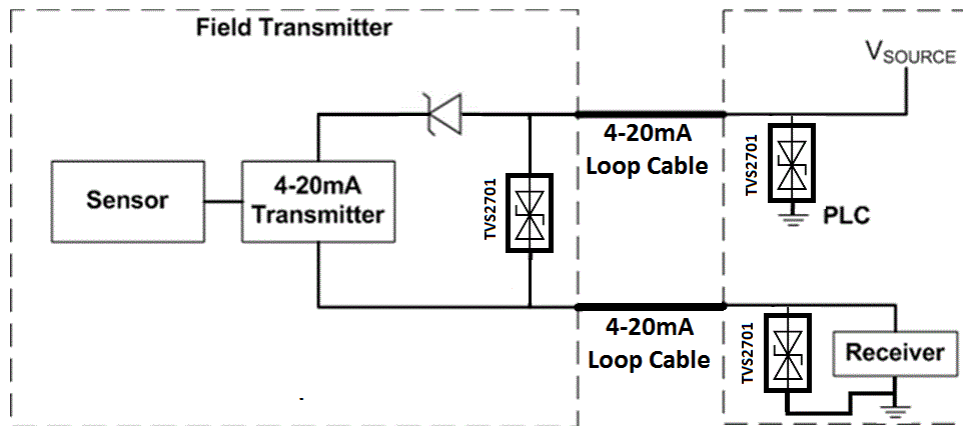 Field Transmitter
V_SOURCE
4-20mA
Loop Cable
TVS2701
Sensor
4-20mA
Transmitter
TVS2701
PLC
4-20mA
Loop Cable
TVS2701
Receiver